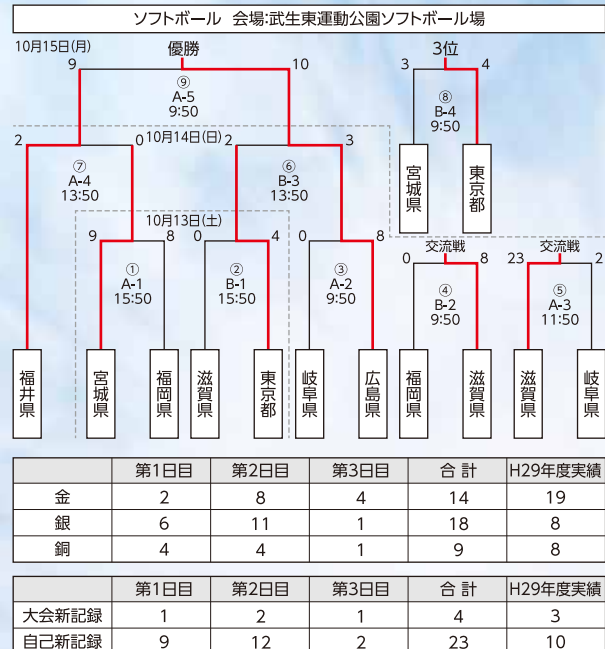 ソフトボール 会場:武生東運動公園ソフトボール場
10月15日(月) 優勝 3位
9 10 3 4
⑨ A-5 9:50
⑧ B-4 9:50
宮城県 東京都
10月14日(日)
2 0 2 3
⑦ A-4 13:50
⑥ B-3 13:50
10月13日(土)
交流戦 交流戦
9 8 0 4 0 8 0 8 23 2
① A-1 15:50
② B-1 15:50
③ A-2 9:50
④ B-2 9:50
⑤ A-3 11:50
福井県 宮城県 福岡県 滋賀県 東京都 岐阜県 広島県 福岡県 滋賀県 滋賀県 岐阜県
第1日目 第2日目 第3日目 合計 H29年度実績
金 2 8 4 14 19
銀 6 11 1 18 8
銅 4 4 1 9 8
第1日目 第2日目 第3日目 合計 H29年度実績
大会新記録 1 2 1 4 3
自己新記録 9 12 2 23 10